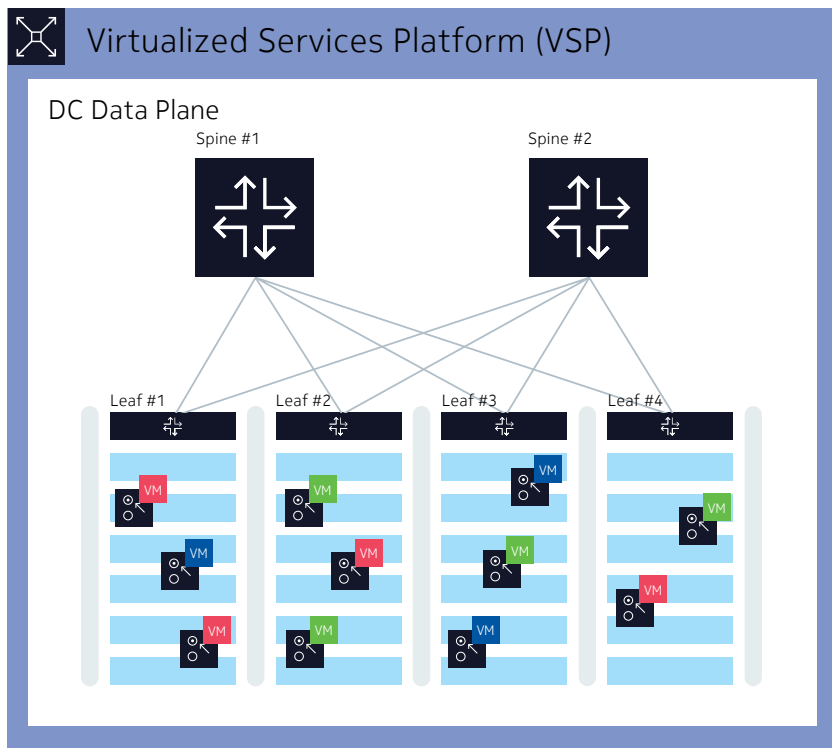 Virtualized Services Platform (VSP)
DC Data Plane
Spine #1
Spine #2
Leaf #1
Leaf #2
Leaf #3
Leaf #4
VM
VM
VM
VM
VM
VM
VM
VM
VM
VM
VM